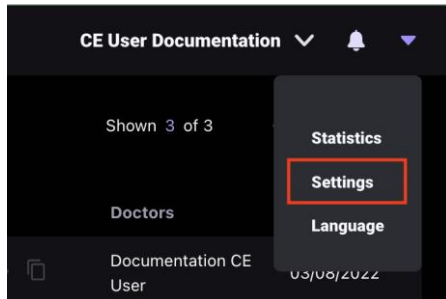 CE User Documentation
Shown 3 of 3
Statistics
Settings
Doctors
Language
Documentation CE
User
03/08/2022